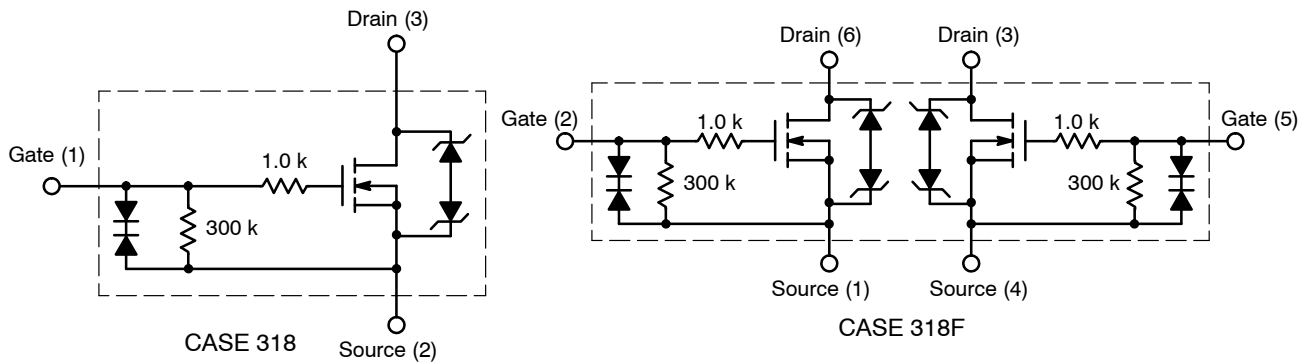 Drain (3)
Gate (1)
1.0 k
300 k
CASE 318
Source (2)
Drain (6)
Drain (3)
Gate (2)
1.0 k
1.0 k
Gate (5)
300 k
300 k
Source (1)
Source (4)
CASE 318F